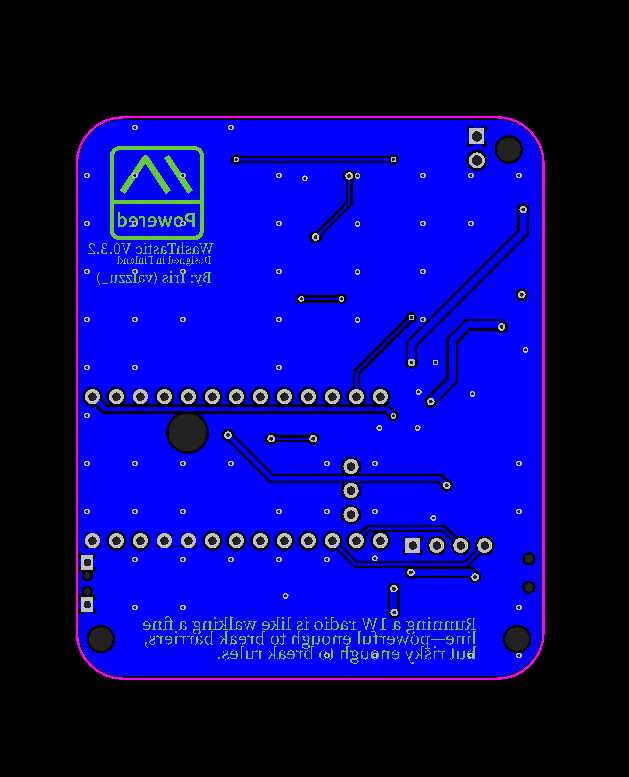 Powered
WashTastic V0.3.2
Designed in Finland
By: Iris (valzzu_)
Running a 1W radio is like walking a fine
line—powerful enough to break barriers,
but risky enough to break rules.